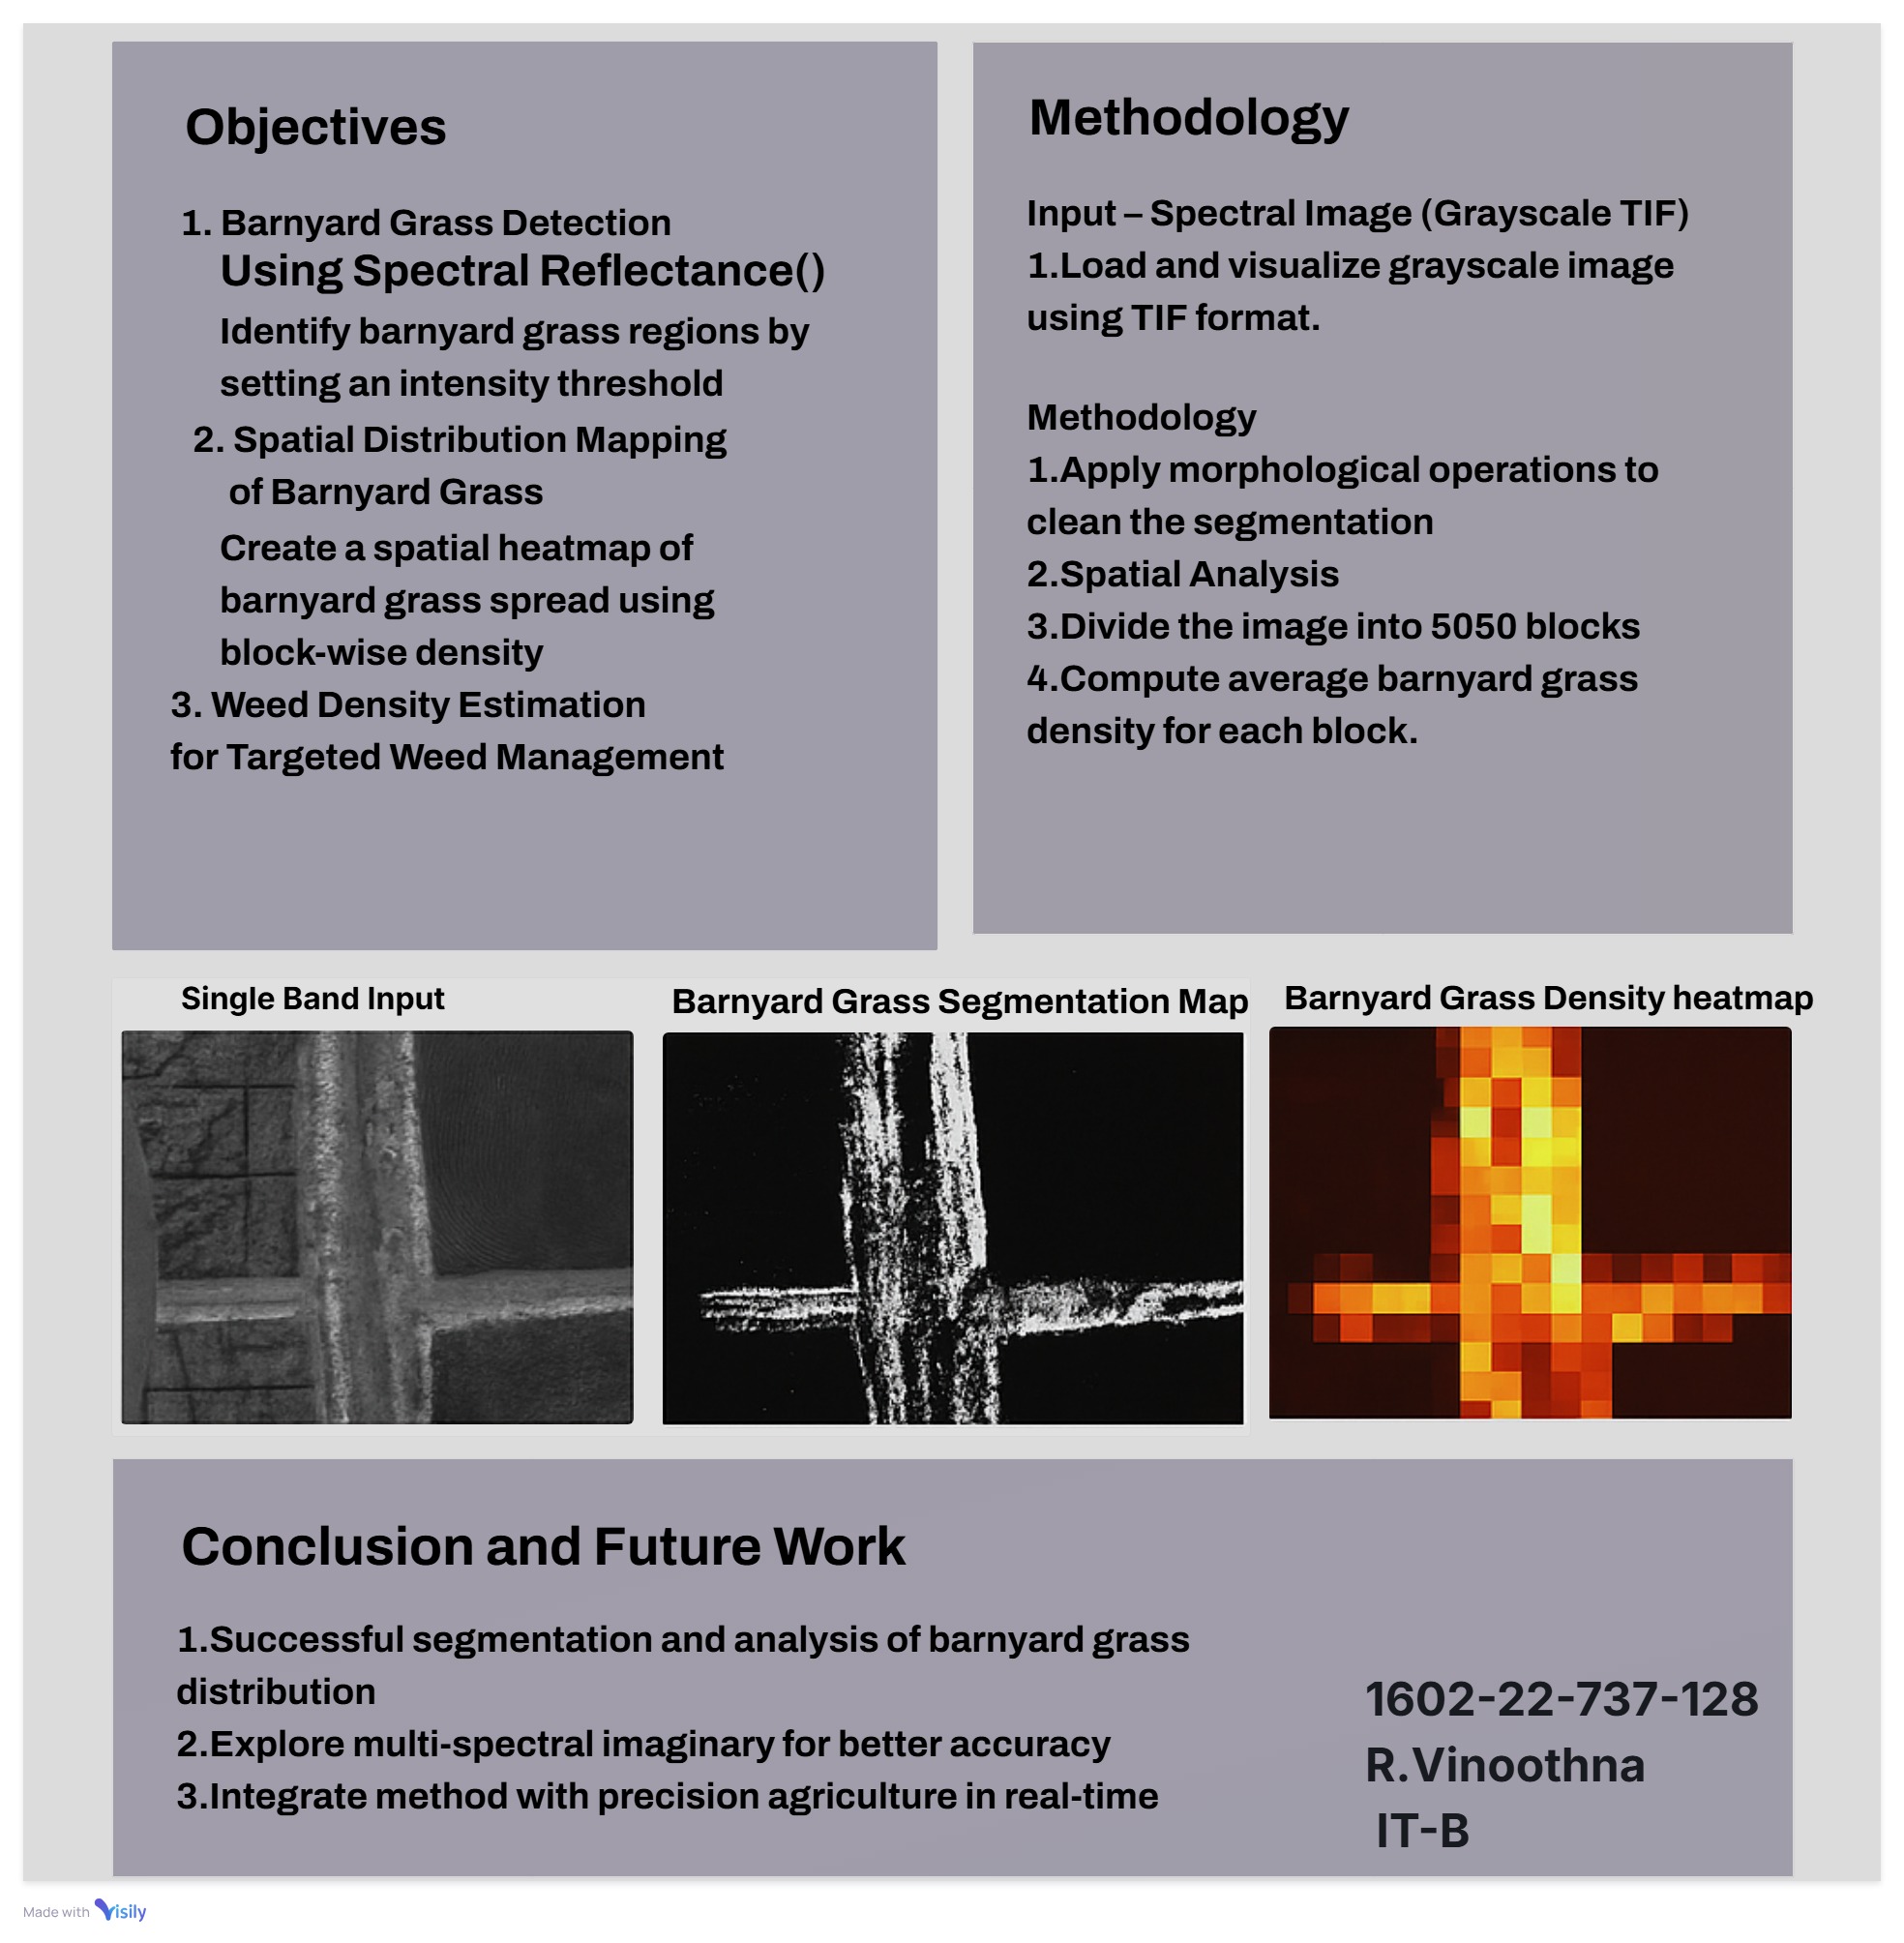 Objectives
1. Barnyard Grass Detection
Using Spectral Reflectance()
Identify barnyard grass regions by
setting an intensity threshold
2. Spatial Distribution Mapping
of Barnyard Grass
Create a spatial heatmap of
barnyard grass spread using
block-wise density
3. Weed Density Estimation
for Targeted Weed Management
Methodology
Input – Spectral Image (Grayscale TIF)
1.Load and visualize grayscale image
using TIF format.
Methodology
1.Apply morphological operations to
clean the segmentation
2.Spatial Analysis
3.Divide the image into 5050 blocks
4.Compute average barnyard grass
density for each block.
Single Band Input
Barnyard Grass Segmentation Map
Barnyard Grass Density heatmap
Conclusion and Future Work
1.Successful segmentation and analysis of barnyard grass
distribution
2.Explore multi-spectral imaginary for better accuracy
3.Integrate method with precision agriculture in real-time
1602-22-737-128
R.Vinoothna
IT-B
Made with Visily